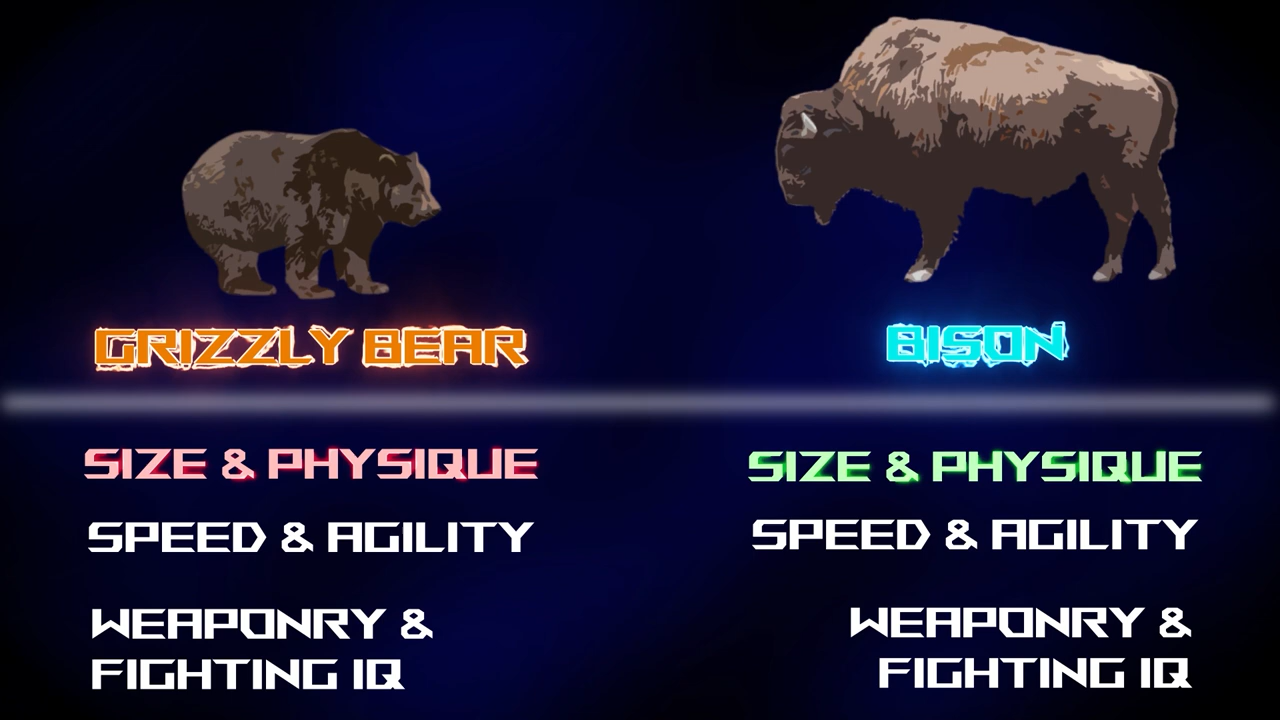 GRIZZLY BEAR
BISON
SIZE & PHYSIQUE
SPEED & AGILITY
WEAPONRY &
FIGHTING IQ
SIZE & PHYSIQUE
SPEED & AGILITY
WEAPONRY &
FIGHTING IQ